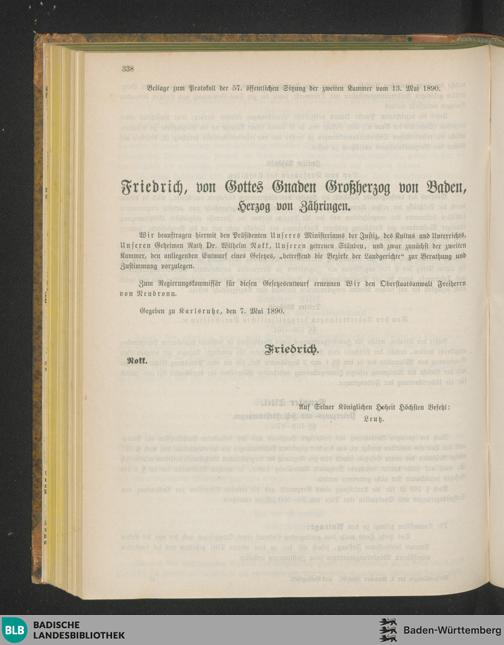 338
Beilage zum Protokoll der 57. öffentlichen Sitzung der zweiten Kammer vom 13. Mai 1890.
Friedrich, von Gottes Gnaden Großherzog von Baden,
Herzog von Zähringen.
Wir beauftragen hiermit den Präsidenten Unseres Ministeriums der Justiz, des Kultus und Unterrichts,
Unseren Geheimen Rath Dr. Wilhelm Nokk, Unseren getreuen Ständen, und zwar zunächst der zweiten
Kammer, den anliegenden Entwurf eines Gesetzes, „betreffend die Bezirke der Landgerichte“ zur Berathung und
Zustimmung vorzulegen.
Zum Regierungskommissär für diesen Gesetzesentwurf ernennen Wir den Oberstaatsanwalt Freiherrn
von Neubronn.
Gegeben zu Karlsruhe, den 7. Mai 1890.
Friedrich.
Nokk.
Auf Seiner Königlichen Hoheit Höchsten Befehl:
Leutz.
BLB
BADISCHE
LANDESBIBLIOTHEK
Baden-Württemberg